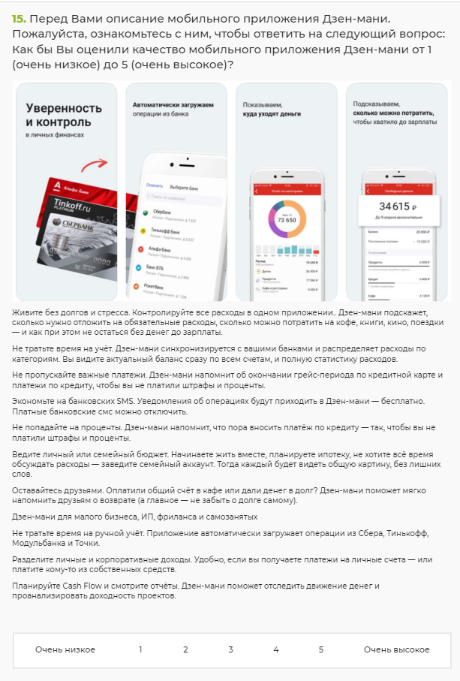 15. Перед Вами описание мобильного приложения Дзен-мани.
Пожалуйста, ознакомьтесь с ним, чтобы ответить на следующий вопрос:
Как бы Вы оценили качество мобильного приложения Дзен-мани от 1
(очень низкое) до 5 (очень высокое)?
Уверенность
и контроль
в личных финансах
Альфа·Банк
Tinkoff.ru
PLATINUM
СБЕРБАНК
Автоматически загружаем
операции из банка
Выберите банк
Сбербанк
Тинькофф Банк
Альфа-Банк
Банк ВТБ
Рокетбанк
Показываем,
куда уходят деньги
73 650
Подсказываем,
сколько можно потратить,
чтобы хватило до зарплаты
34 615 ₽
Живите без долгов и стресса. Контролируйте все расходы в одном приложении.. Дзен-мани подскажет,
сколько нужно отложить на обязательные расходы, сколько можно потратить на кофе, книги, кино, поездки
— и как при этом не остаться без денег до зарплаты.
Не тратьте время на учёт. Дзен-мани синхронизируется с вашими банками и распределяет расходы по
категориям. Вы видите актуальный баланс сразу по всем счетам, и полную статистику расходов.
Не пропускайте важные платежи. Дзен-мани напомнит об окончании грейс-периода по кредитной карте и
платежи по кредиту, чтобы вы не платили штрафы и проценты.
Экономьте на банковских SMS. Уведомления об операциях будут приходить в Дзен-мани — бесплатно.
Платные банковские смс можно отключить.
Не попадайте на проценты. Дзен-мани напомнит, что пора вносить платёж по кредиту — так, чтобы вы не
платили штрафы и проценты.
Ведите личный или семейный бюджет. Начинаете жить вместе, планируете ипотеку, не хотите всё время
обсуждать расходы — заведите семейный аккаунт. Тогда каждый будет видеть общую картину, без лишних
слов.
Оставайтесь друзьями. Оплатили общий счёт в кафе или дали денег в долг? Дзен-мани поможет мягко
напомнить друзьям о возврате (а главное — не забыть о долге самому).
Дзен-мани для малого бизнеса, ИП, фриланса и самозанятых
Не тратьте время на ручной учёт. Приложение автоматически загружает операции из Сбера, Тинькофф,
Модульбанка и Точки.
Разделите личные и корпоративные доходы. Удобно, если вы получаете платежи на личные счета — или
платите кому-то из собственных средств.
Планируйте Cash Flow и смотрите отчёты. Дзен-мани поможет отследить движение денег и
проанализировать доходность проектов.
Очень низкое 1 2 3 4 5 Очень высокое